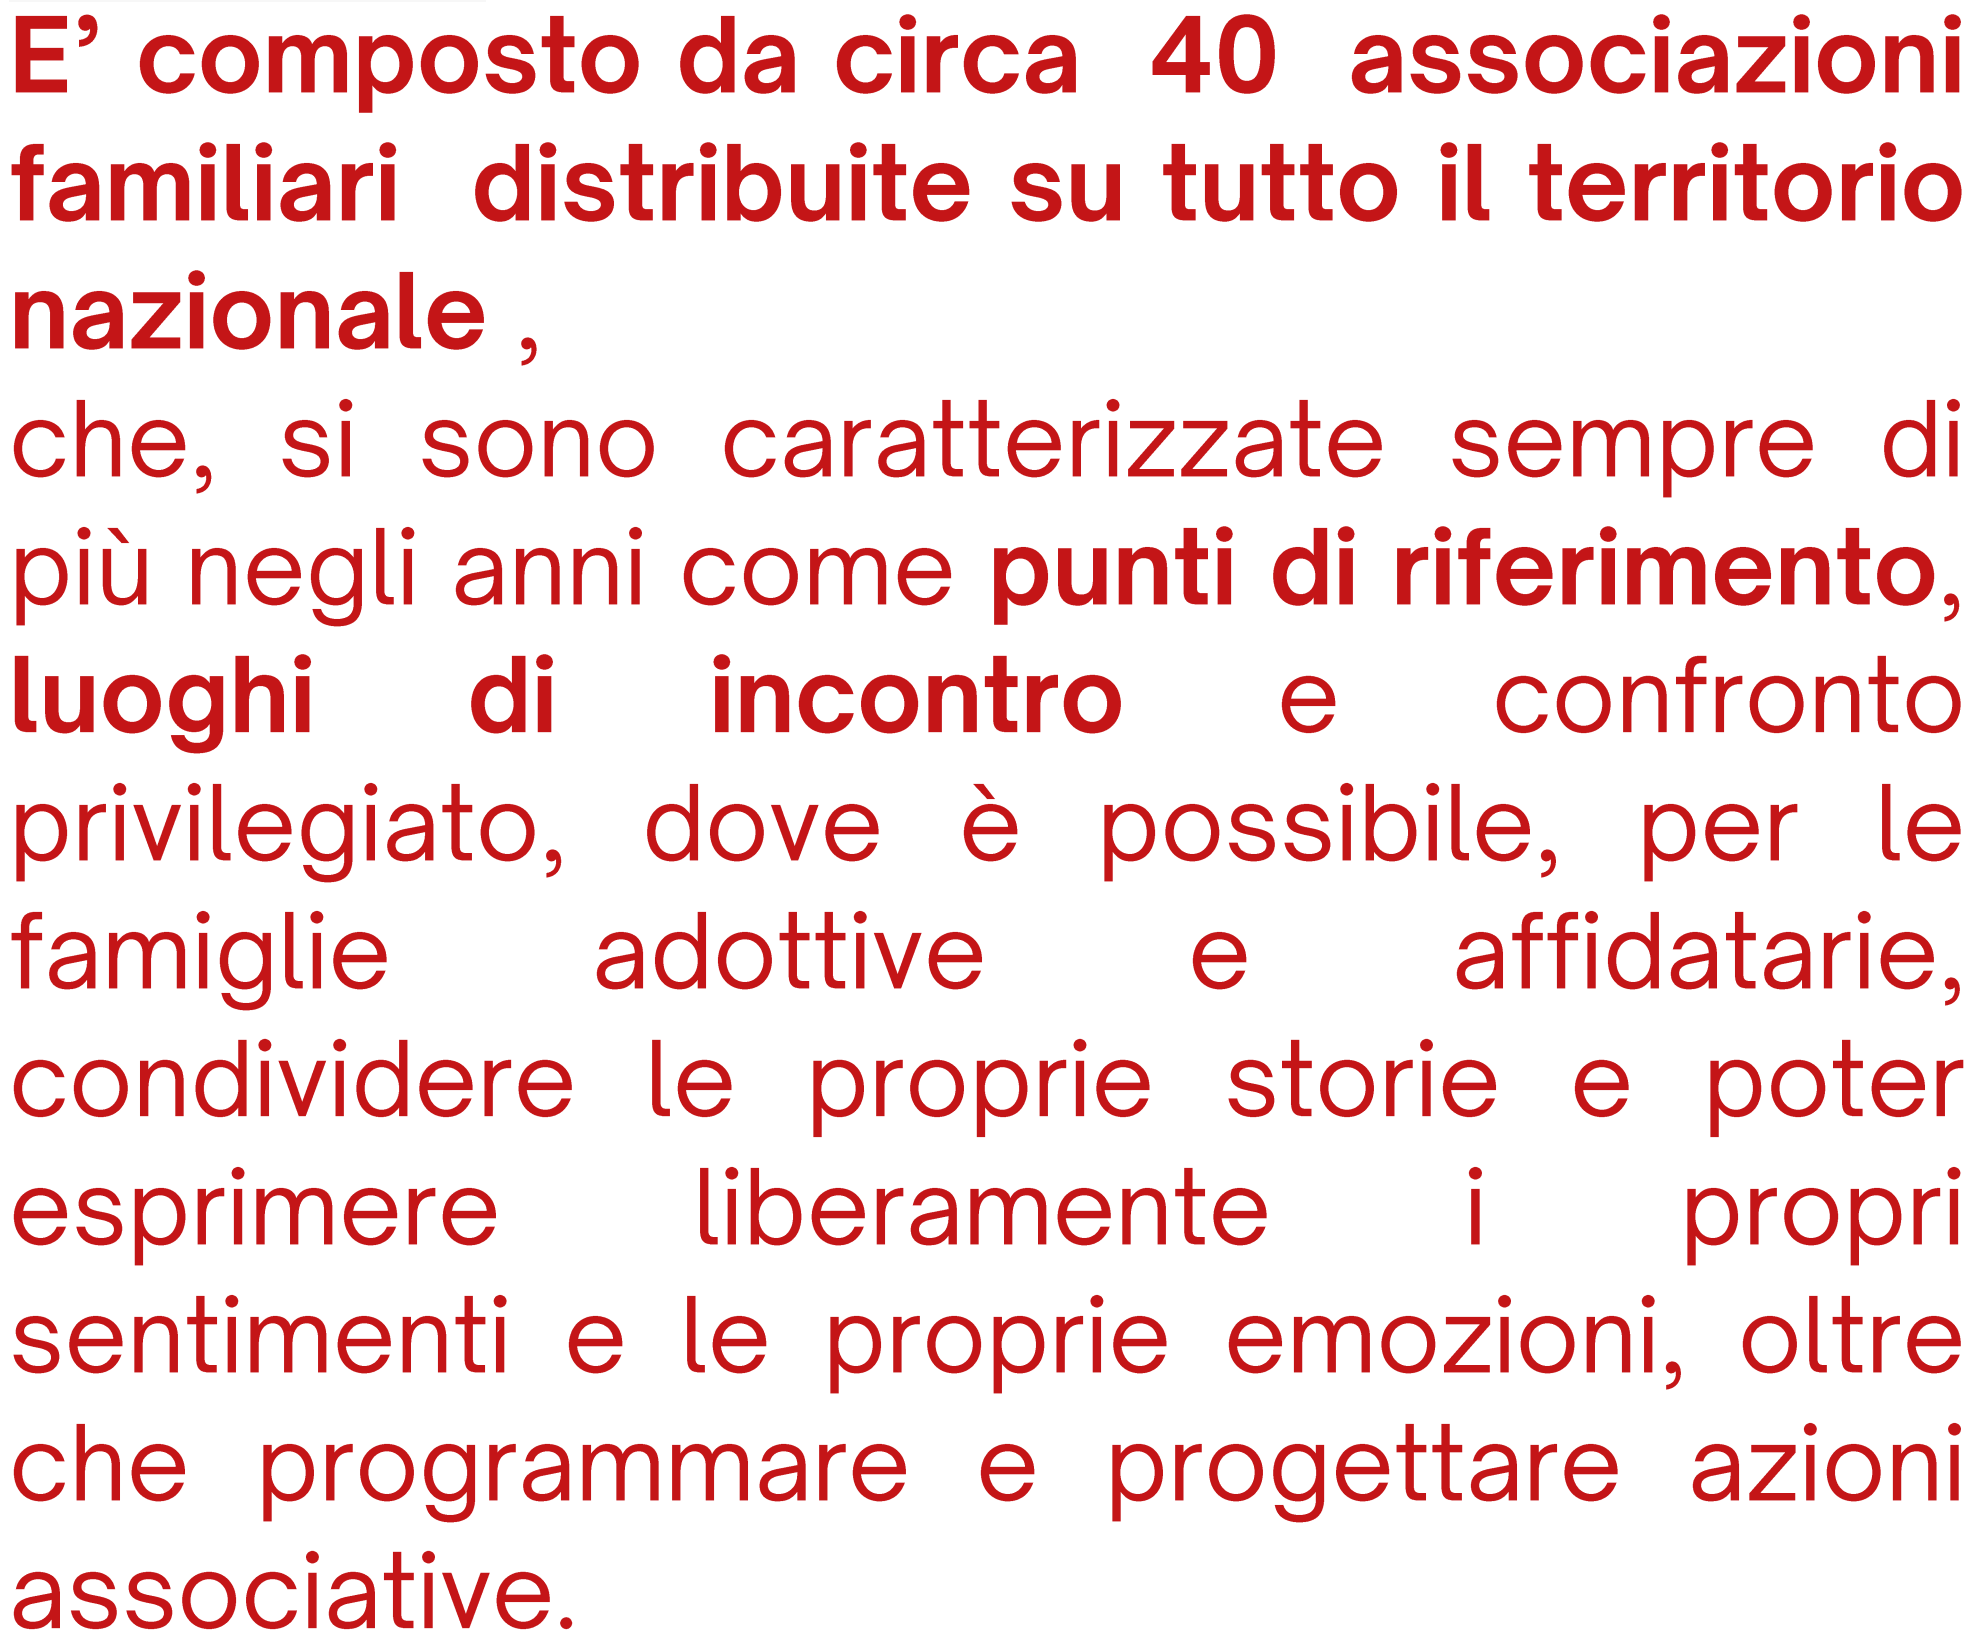 E’ composto da circa 40 associazioni
familiari distribuite su tutto il territorio
nazionale ,
che, si sono caratterizzate sempre di
più negli anni come punti di riferimento,
luoghi di incontro e confronto
privilegiato, dove è possibile, per le
famiglie adottive e affidatarie,
condividere le proprie storie e poter
esprimere liberamente i propri
sentimenti e le proprie emozioni, oltre
che programmare e progettare azioni
associative.